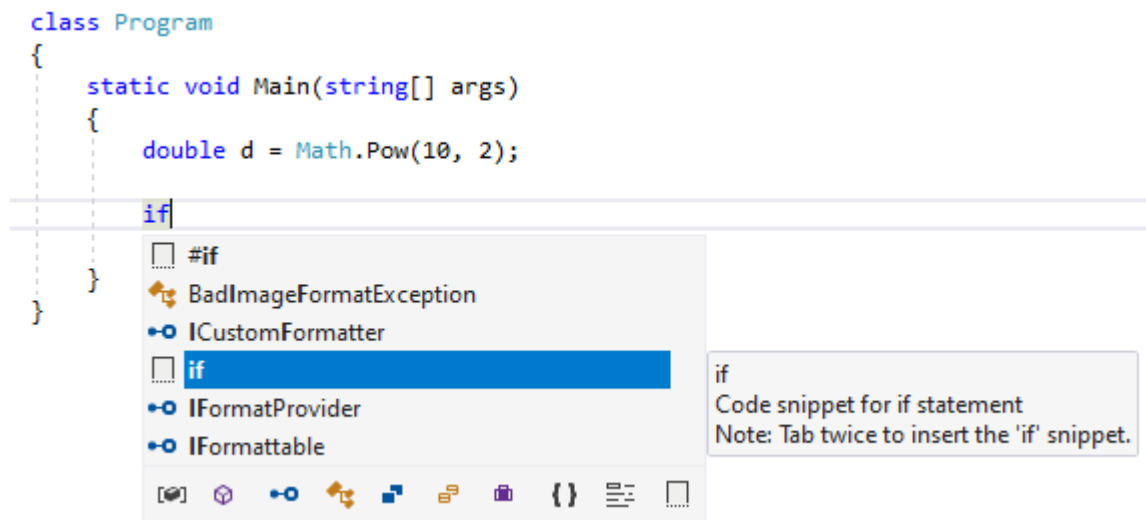 class Program
{
static void Main(string[] args)
{
double d = Math.Pow(10, 2);
if
#if
}
BadImageFormatException
}
ICustomFormatter
if
IFormatProvider
IFormattable
if
Code snippet for if statement
Note: Tab twice to insert the 'if' snippet.